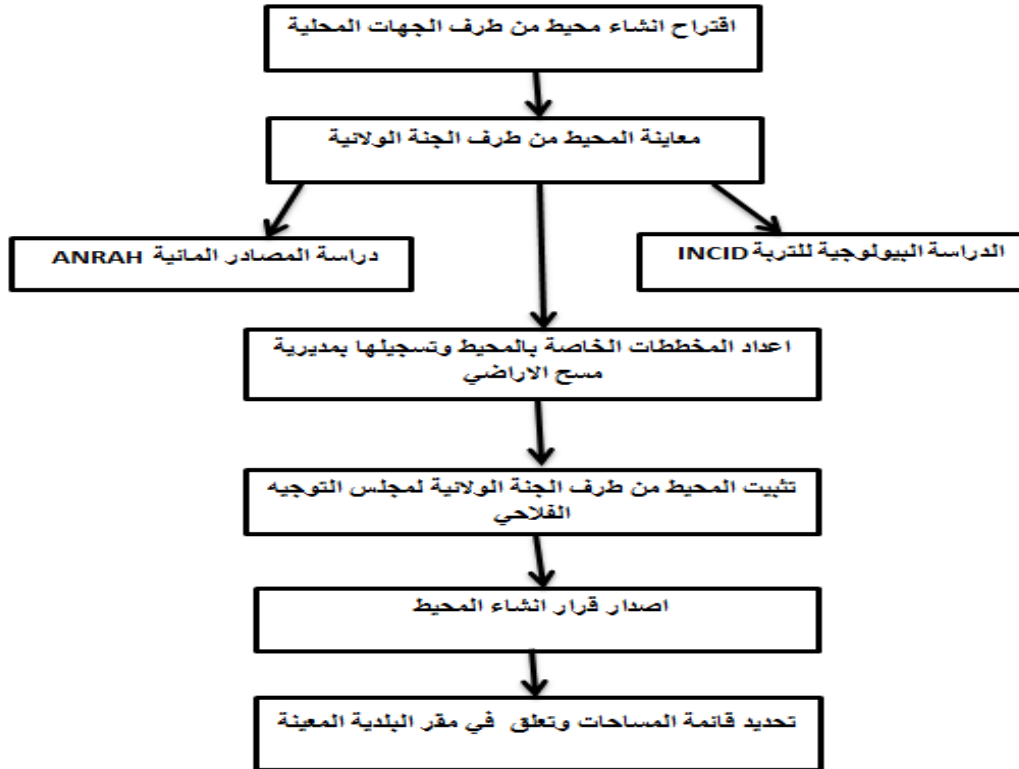 اقتراح انشاء محيط من طرف الجهات المحلية
معاينة المحيط من طرف الجنة الولائية
الدراسة البيولوجية للتربة INCID
دراسة المصادر المائية ANRAH
اعداد المخططات الخاصة بالمحيط وتسجيلها بمديرية
مسح الاراضي
تثبيت المحيط من طرف الجنة الولائية لمجلس التوجيه
الفلاحي
اصدار قرار انشاء المحيط
تحديد قائمة المساحات وتعلق في مقر البلدية المعينة